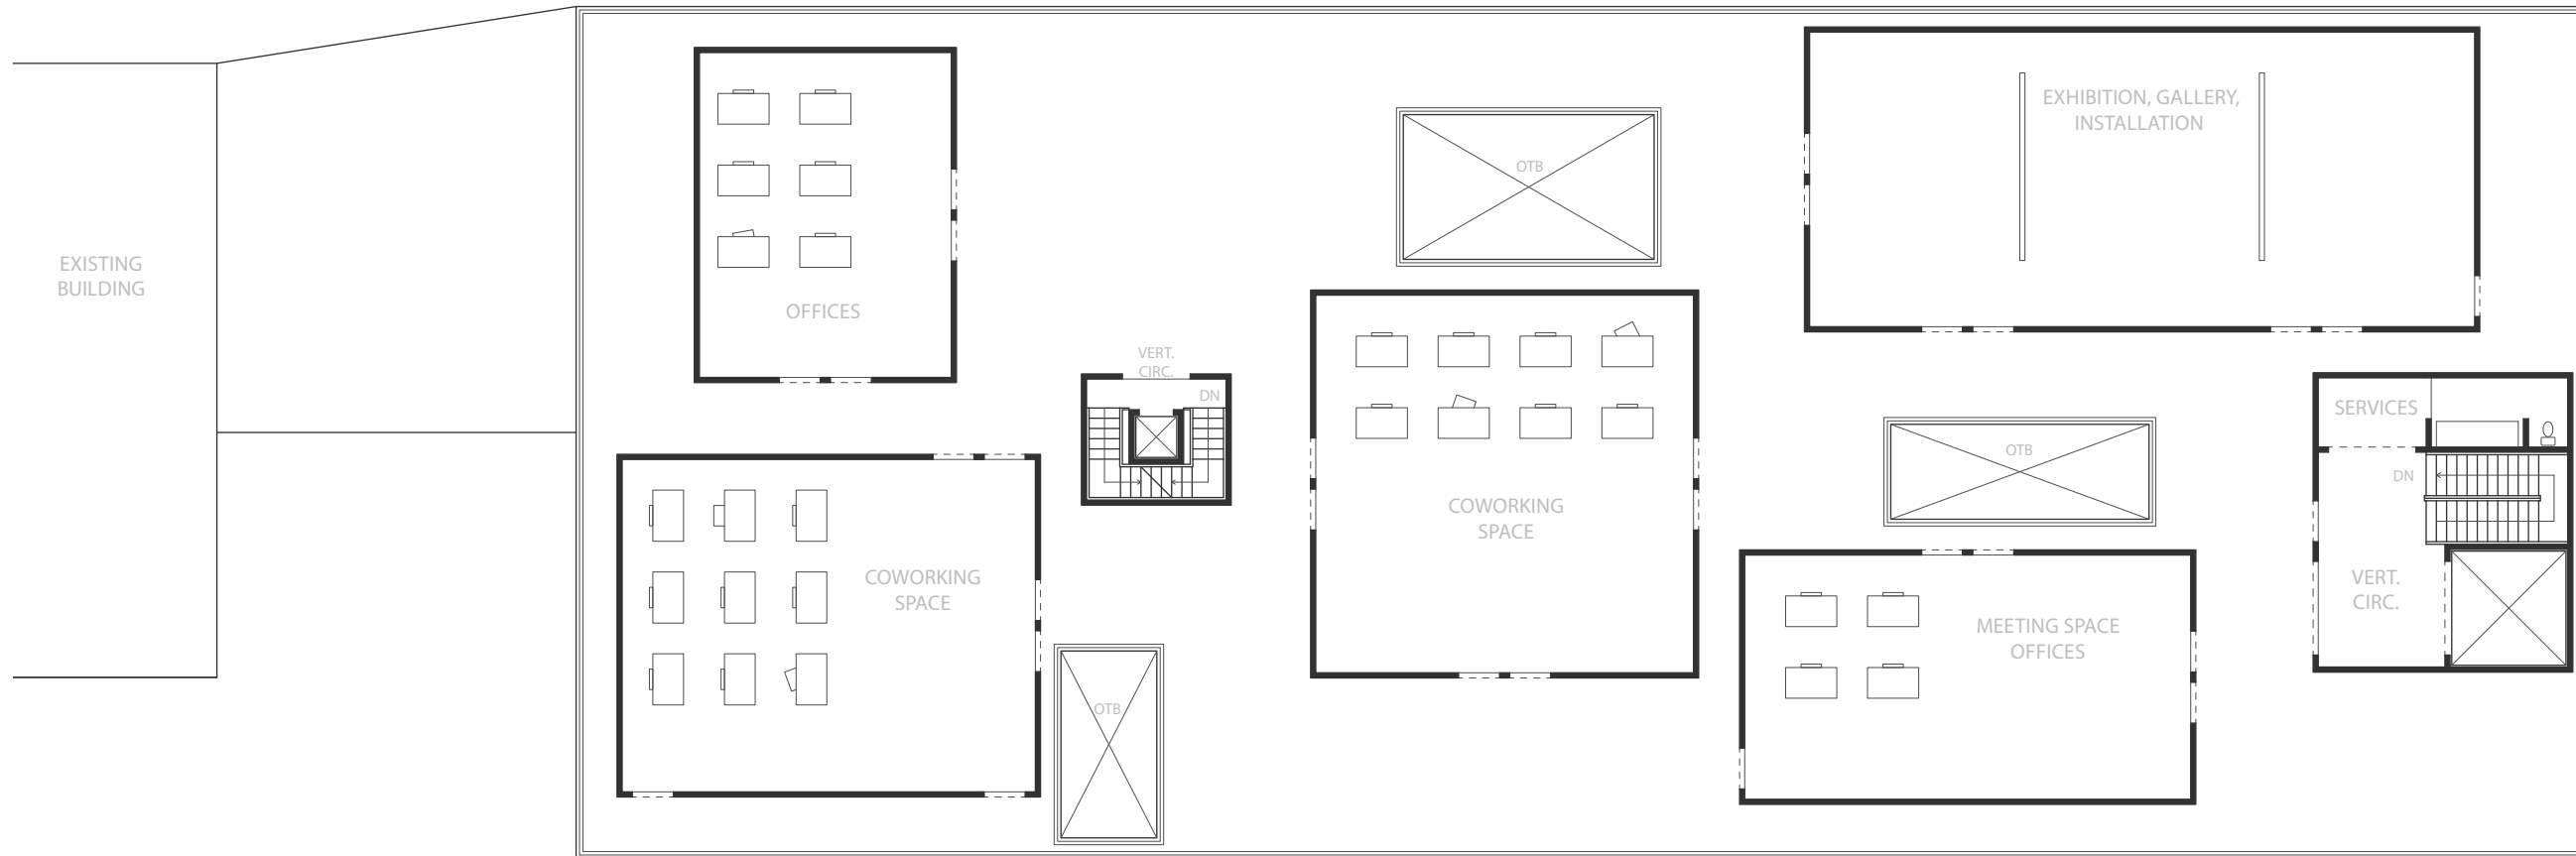 EXISTING
BUILDING
OFFICES
VERT.
CIRC.
DN
COWORKING
SPACE
OTB
OTB
COWORKING
SPACE
EXHIBITION, GALLERY,
INSTALLATION
OTB
MEETING SPACE
OFFICES
SERVICES
DN
VERT.
CIRC.